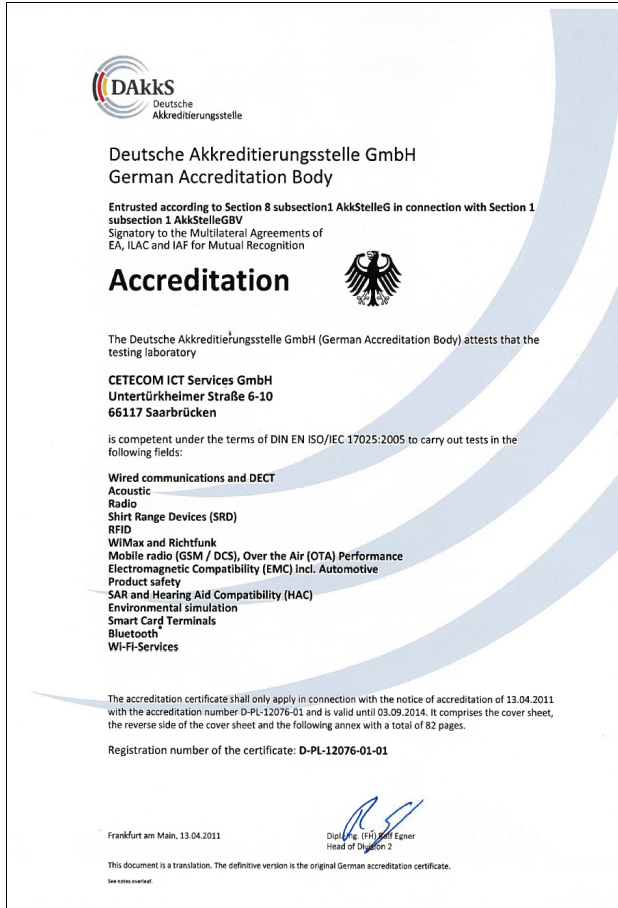 DAkkS
Deutsche
Akkreditierungsstelle
Deutsche Akkreditierungsstelle GmbH
German Accreditation Body
Entrusted according to Section 8 subsection1 AkkStelleG in connection with Section 1
subsection 1 AkkStelleGBV
Signatory to the Multilateral Agreements of
EA, ILAC and IAF for Mutual Recognition
Accreditation
The Deutsche Akkreditierungsstelle GmbH (German Accreditation Body) attests that the
testing laboratory
CETECOM ICT Services GmbH
Untertürkheimer Straße 6-10
66117 Saarbrücken
is competent under the terms of DIN EN ISO/IEC 17025:2005 to carry out tests in the
following fields:
Wired communications and DECT
Acoustic
Radio
Shirt Range Devices (SRD)
RFID
WiMax and Richtfunk
Mobile radio (GSM / DCS), Over the Air (OTA) Performance
Electromagnetic Compatibility (EMC) incl. Automotive
Product safety
SAR and Hearing Aid Compatibility (HAC)
Environmental simulation
Smart Card Terminals
Bluetooth®
Wi-Fi-Services
The accreditation certificate shall only apply in connection with the notice of accreditation of 13.04.2011
with the accreditation number D-PL-12076-01 and is valid until 03.09.2014. It comprises the cover sheet,
the reverse side of the cover sheet and the following annex with a total of 82 pages.
Registration number of the certificate: D-PL-12076-01-01
Frankfurt am Main, 13.04.2011
Dipl.-Ing. (FH) Ralf Egner
Head of Division 2
This document is a translation. The definitive version is the original German accreditation certificate.
See notes overleaf.